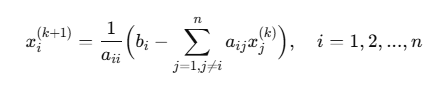 $x_i^{(k+1)} = \frac{1}{a_{ii}} \Big( b_i - \sum_{j=1, j \neq i}^{n} a_{ij} x_j^{(k)} \Big), \quad i = 1, 2, ..., n$